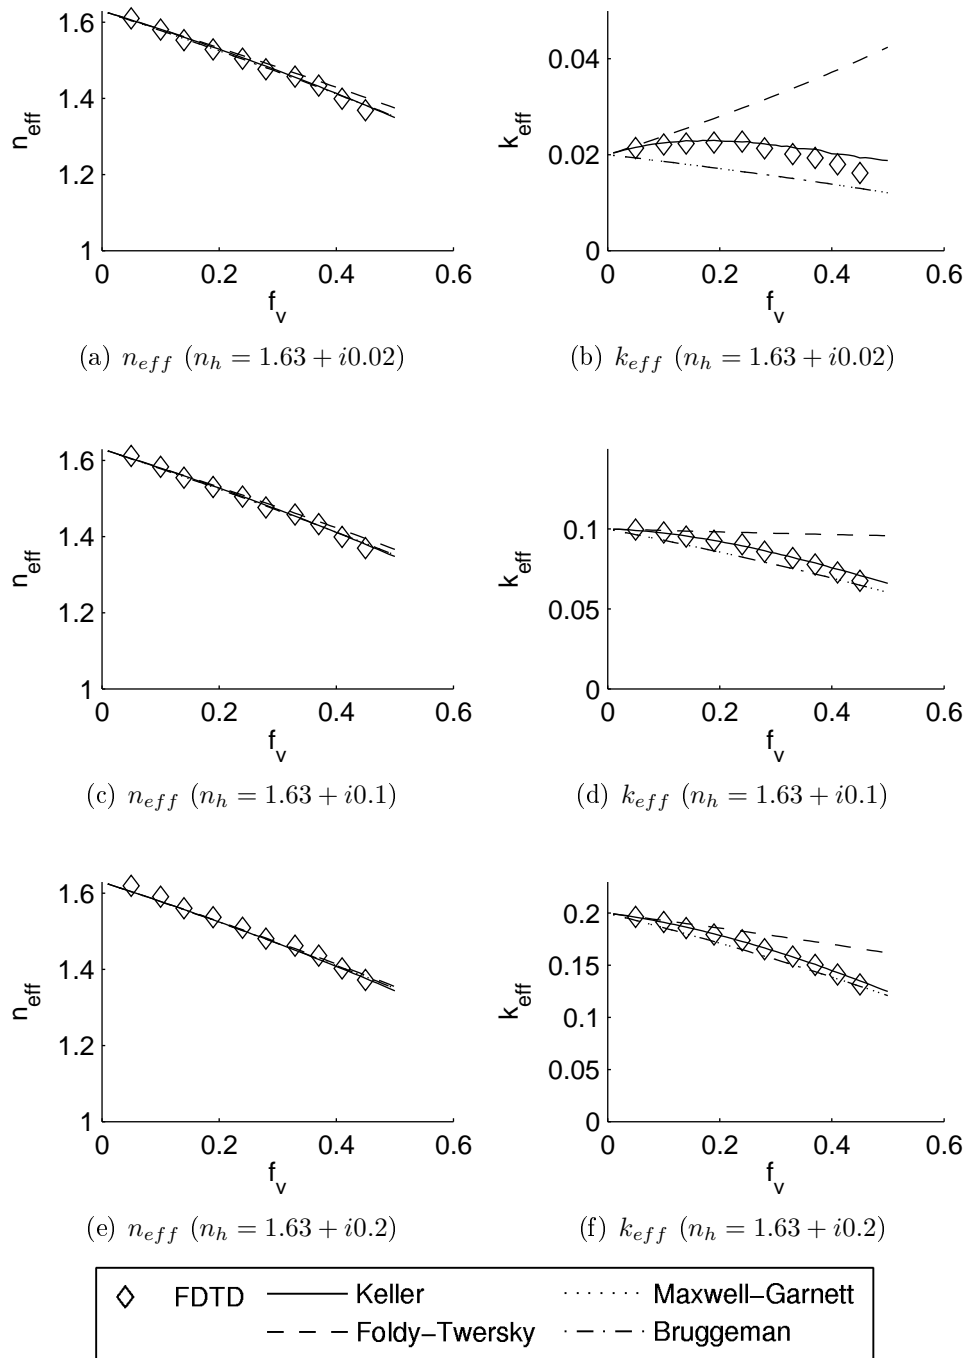 1.6
1.4
1.2
1
n_eff
0 0.2 0.4 0.6
f_v
(a) n_eff (n_h = 1.63 + i0.02)
0.04
0.02
0
k_eff
0 0.2 0.4 0.6
f_v
(b) k_eff (n_h = 1.63 + i0.02)
1.6
1.4
1.2
1
n_eff
0 0.2 0.4 0.6
f_v
(c) n_eff (n_h = 1.63 + i0.1)
0.1
0.05
0
k_eff
0 0.2 0.4 0.6
f_v
(d) k_eff (n_h = 1.63 + i0.1)
1.6
1.4
1.2
1
n_eff
0 0.2 0.4 0.6
f_v
(e) n_eff (n_h = 1.63 + i0.2)
0.2
0.15
0.1
0.05
0
k_eff
0 0.2 0.4 0.6
f_v
(f) k_eff (n_h = 1.63 + i0.2)
FDTD Keller Maxwell-Garnett
Foldy-Twersky Bruggeman